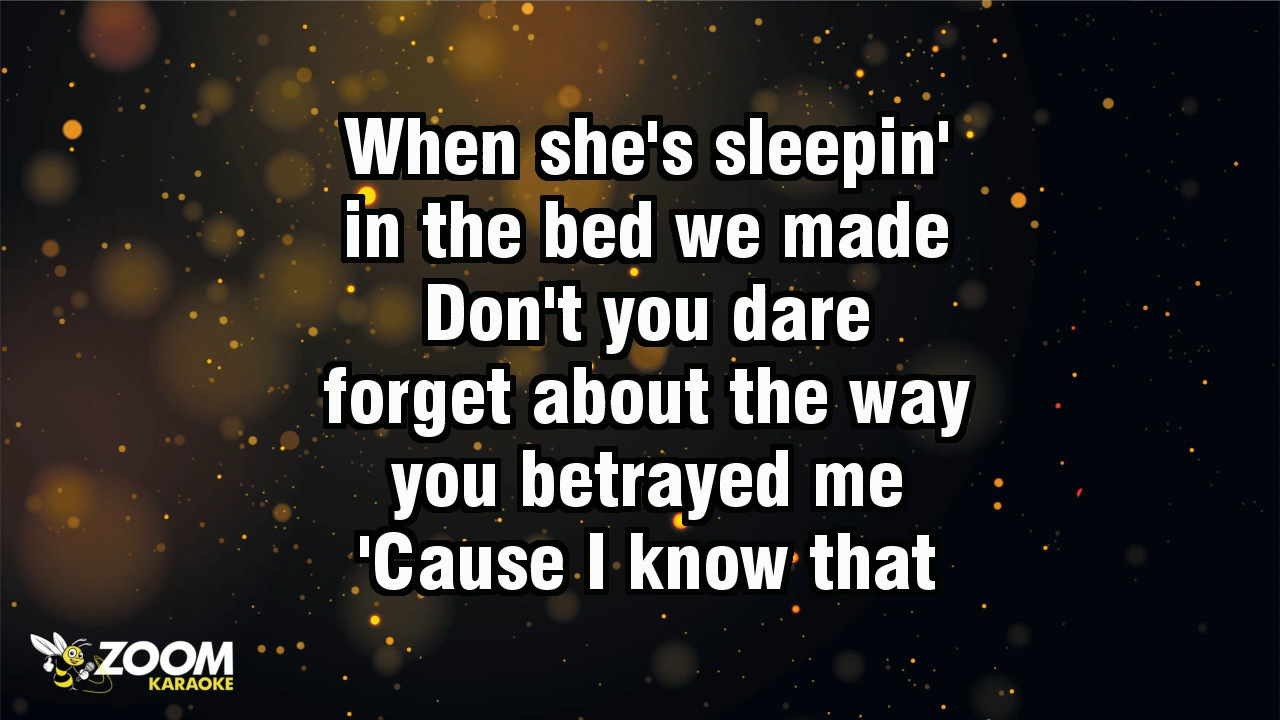 When she's sleepin'
in the bed we made
Don't you dare
forget about the way
you betrayed me
'Cause I know that
ZOOM
KARAOKE